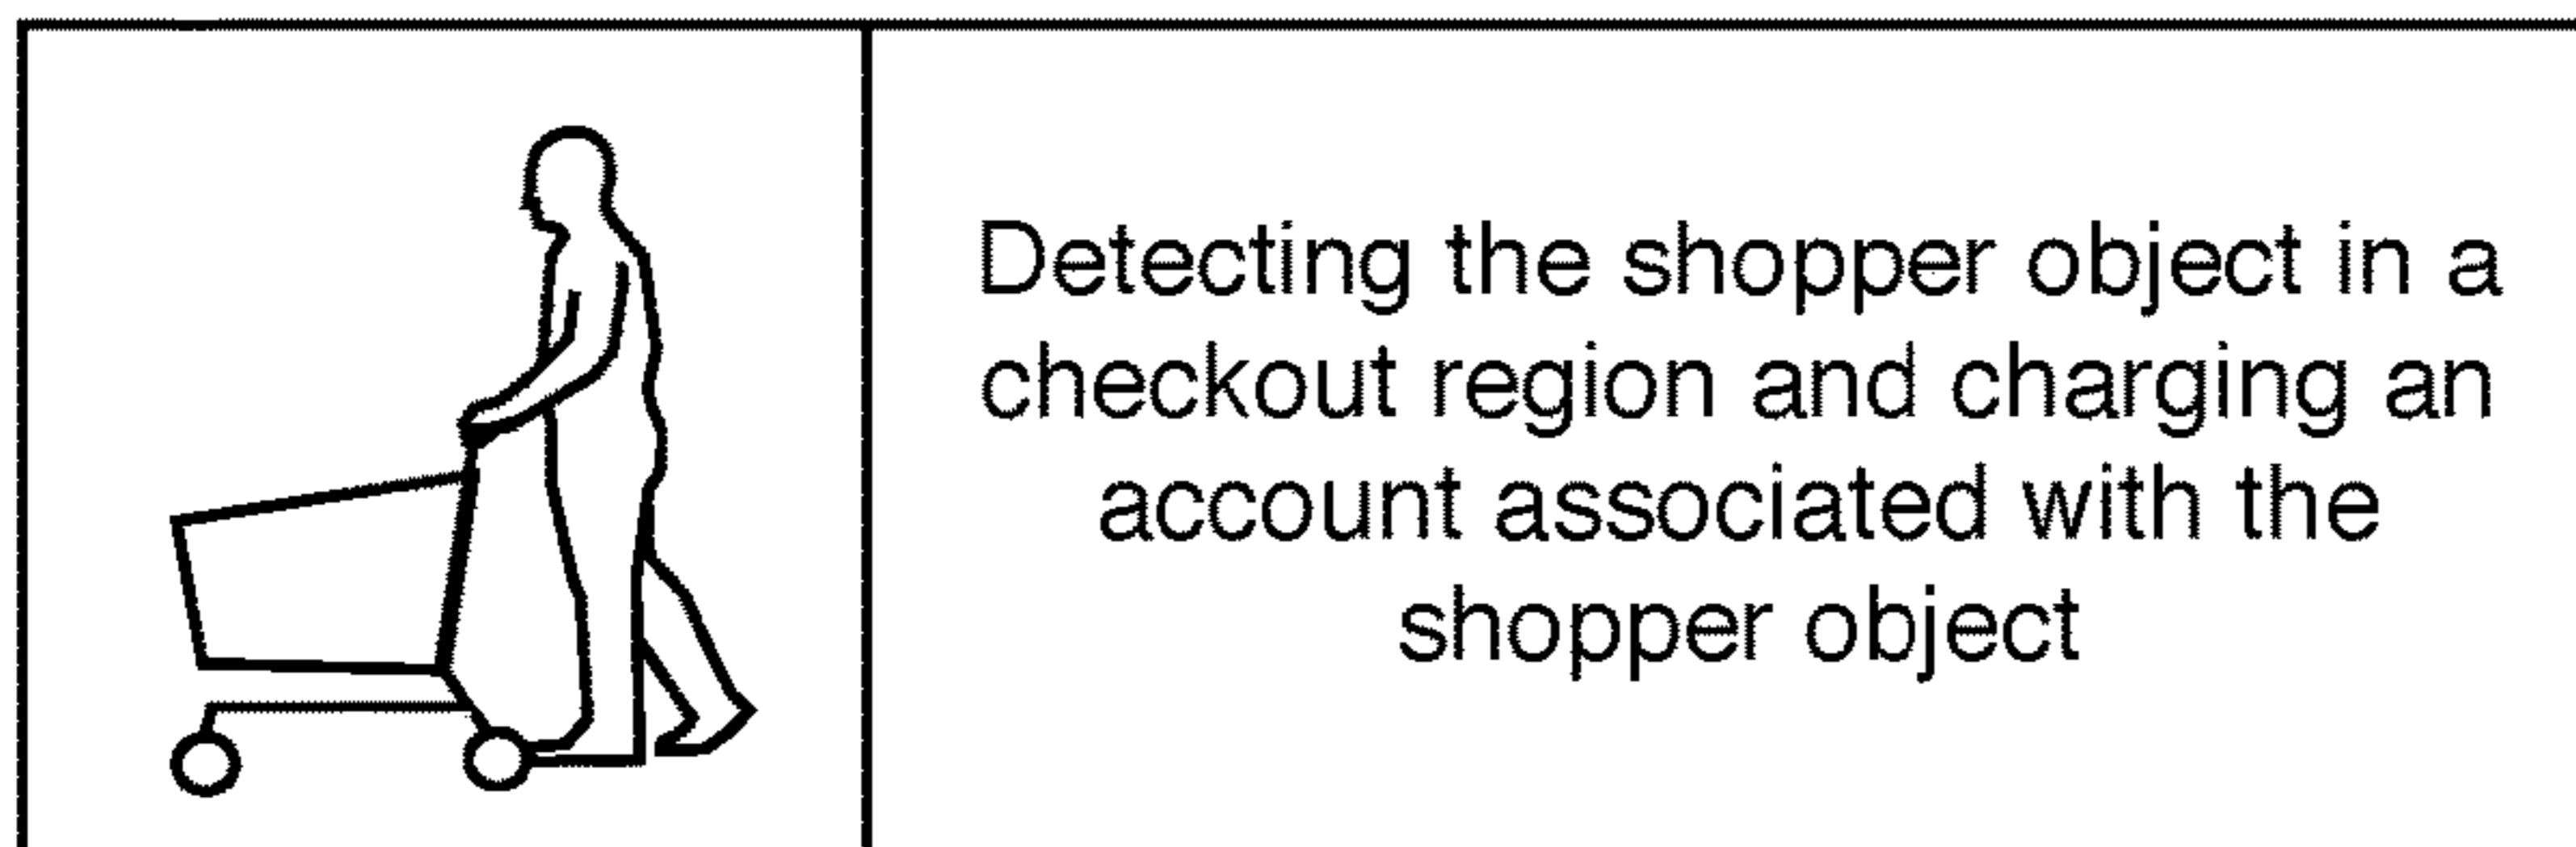 Detecting the shopper object in a
checkout region and charging an
account associated with the
shopper object